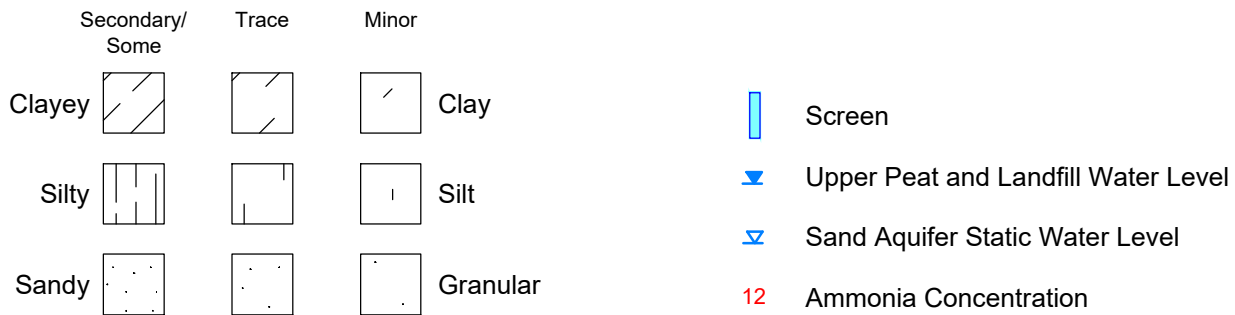 Secondary/
Some
Trace
Minor
Clayey
Clay
Silty
Silt
Sandy
Granular
Screen
Upper Peat and Landfill Water Level
Sand Aquifer Static Water Level
12 Ammonia Concentration